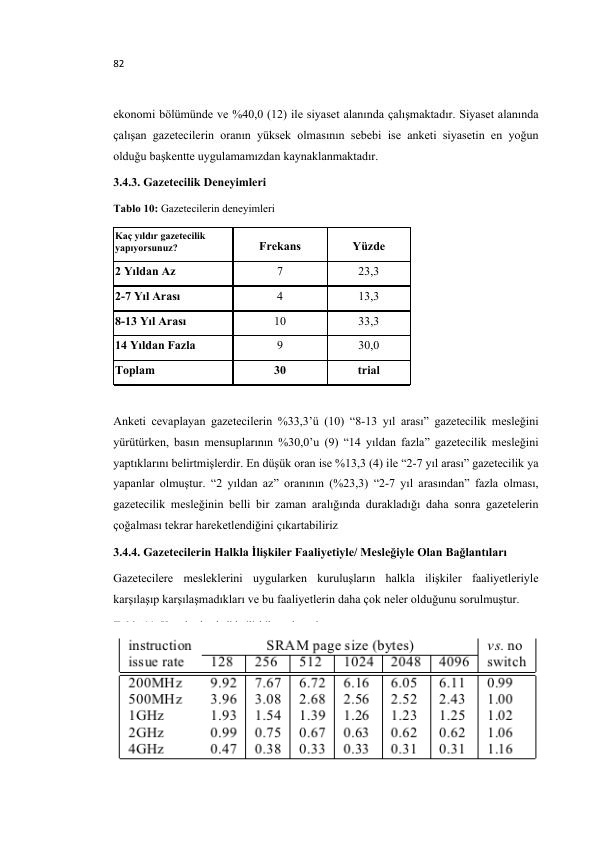 82
ekonomi bölümünde ve %40,0 (12) ile siyaset alanında çalışmaktadır. Siyaset alanında
çalışan gazetecilerin oranın yüksek olmasının sebebi ise anketi siyasetin en yoğun
olduğu başkentte uygulamamızdan kaynaklanmaktadır.
3.4.3. Gazetecilik Deneyimleri
Tablo 10: Gazetecilerin deneyimleri
Kaç yıldır gazetecilik
yapıyorsunuz? Frekans Yüzde
2 Yıldan Az 7 23,3
2-7 Yıl Arası 4 13,3
8-13 Yıl Arası 10 33,3
14 Yıldan Fazla 9 30,0
Toplam 30 trial
Anketi cevaplayan gazetecilerin %33,3’ü (10) “8-13 yıl arası” gazetecilik mesleğini
yürütürken, basın mensuplarının %30,0’u (9) “14 yıldan fazla” gazetecilik mesleğini
yaptıklarını belirtmişlerdir. En düşük oran ise %13,3 (4) ile “2-7 yıl arası” gazetecilik ya
yapanlar olmuştur. “2 yıldan az” oranının (%23,3) “2-7 yıl arasından” fazla olması,
gazetecilik mesleğinin belli bir zaman aralığında durakladığı daha sonra gazetelerin
çoğalması tekrar hareketlendiğini çıkartabiliriz
3.4.4. Gazetecilerin Halkla İlişkiler Faaliyetiyle/ Mesleğiyle Olan Bağlantıları
Gazetecilere mesleklerini uygularken kuruluşların halkla ilişkiler faaliyetleriyle
karşılaşıp karşılaşmadıkları ve bu faaliyetlerin daha çok neler olduğunu sorulmuştur.
instruction SRAM page size (bytes) vs. no
issue rate 128 256 512 1024 2048 4096 switch
200MHz 9.92 7.67 6.72 6.16 6.05 6.11 0.99
500MHz 3.96 3.08 2.68 2.56 2.52 2.43 1.00
1GHz 1.93 1.54 1.39 1.26 1.23 1.25 1.02
2GHz 0.99 0.75 0.67 0.63 0.62 0.62 1.06
4GHz 0.47 0.38 0.33 0.33 0.31 0.31 1.16